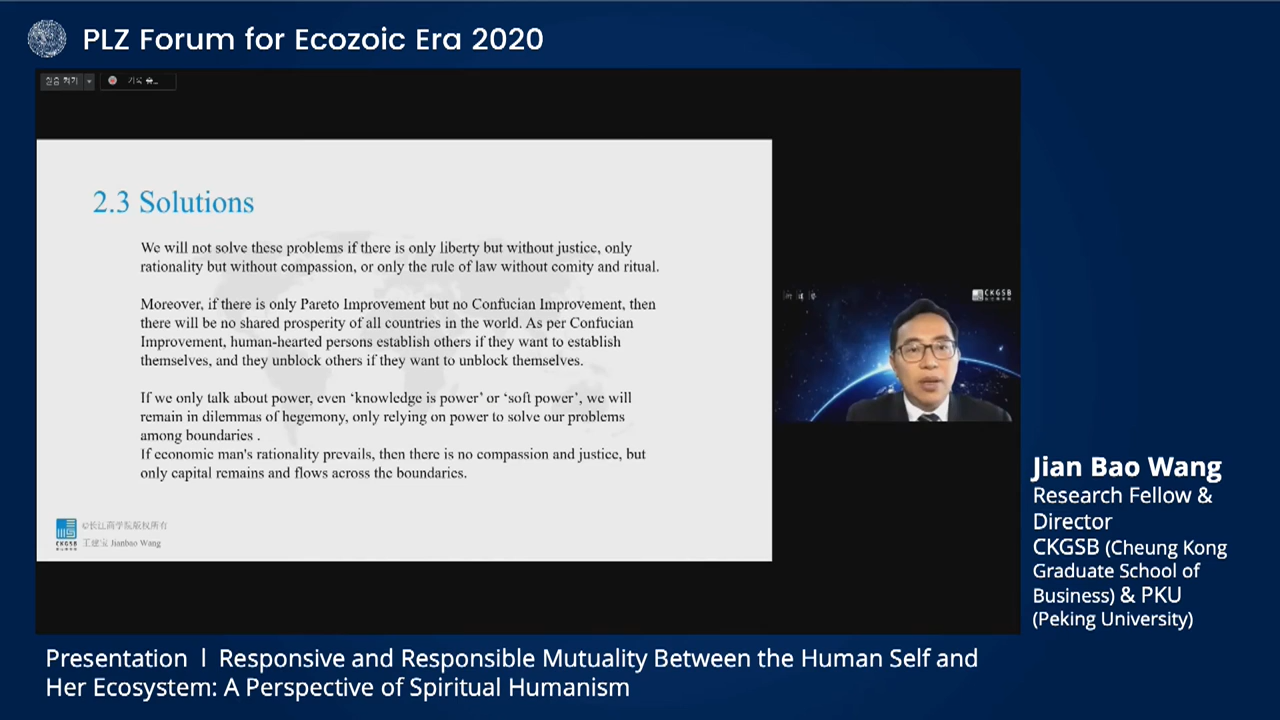 PLZ Forum for Ecozoic Era 2020
2.3 Solutions
We will not solve these problems if there is only liberty but without justice, only
rationality but without compassion, or only the rule of law without comity and ritual.
Moreover, if there is only Pareto Improvement but no Confucian Improvement, then
there will be no shared prosperity of all countries in the world. As per Confucian
Improvement, human-hearted persons establish others if they want to establish
themselves, and they unblock others if they want to unblock themselves.
If we only talk about power, even ‘knowledge is power’ or ‘soft power’, we will
remain in dilemmas of hegemony, only relying on power to solve our problems
among boundaries .
If economic man's rationality prevails, then there is no compassion and justice, but
only capital remains and flows across the boundaries.
©长江商学院版权所有
CKGSB
王建宝 Jianbao Wang
CKGSB
Jian Bao Wang
Research Fellow &
Director
CKGSB (Cheung Kong
Graduate School of
Business) & PKU
(Peking University)
Presentation l Responsive and Responsible Mutuality Between the Human Self and
Her Ecosystem: A Perspective of Spiritual Humanism